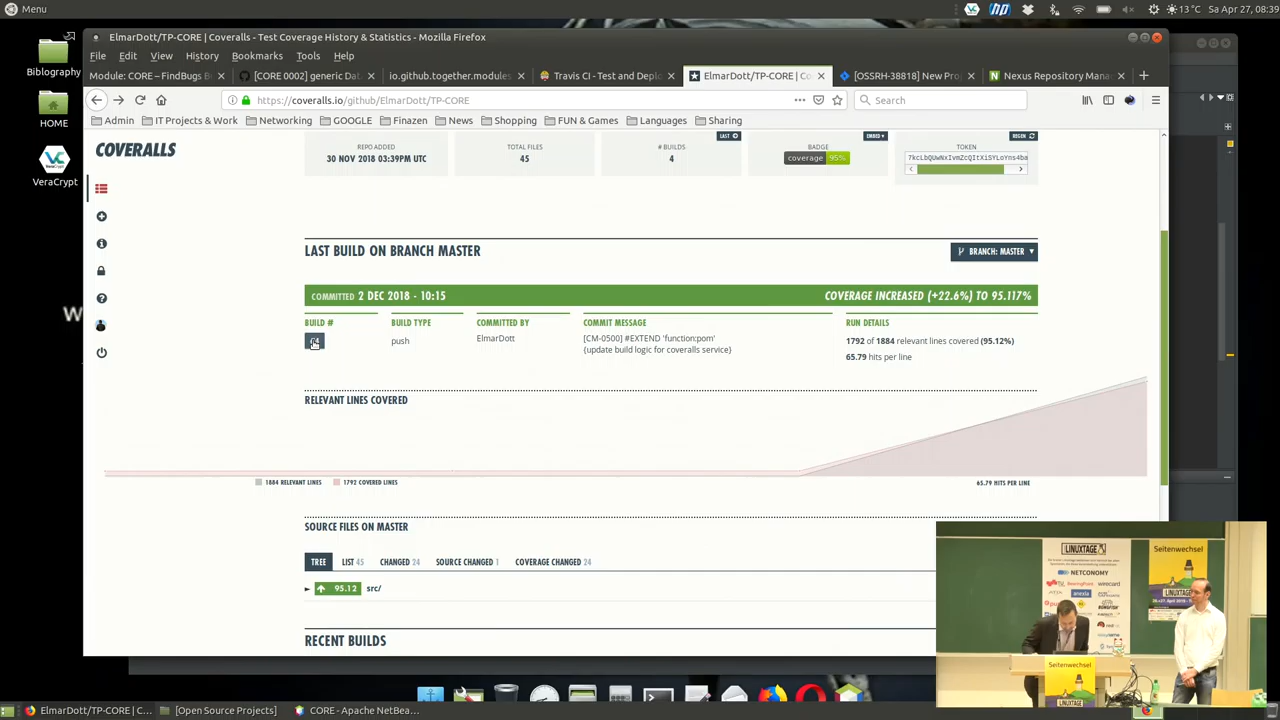 Menu
13°C
Sa Apr 27, 08:39
ElmarDott/TP-CORE | Coveralls - Test Coverage History & Statistics - Mozilla Firefox
File Edit View History Bookmarks Tools Help
Module: CORE – FindBugs B
[CORE 0002] generic Dat
io.github.together.modules
Travis CI - Test and Deplo
ElmarDott/TP-CORE | Co
[OSSRH-38818] New Pro
Nexus Repository Mana
https://coveralls.io/github/ElmarDott/TP-CORE
Search
Admin
IT Projects & Work
Networking
GOOGLE
Finazen
News
Shopping
FUN & Games
Languages
Sharing
Biblography
HOME
VeraCrypt
COVERALLS
LAST
EMBED
REGEN
REPO ADDED
30 NOV 2018 03:39PM UTC
TOTAL FILES
45
# BUILDS
4
BADGE
coverage 95%
TOKEN
LAST BUILD ON BRANCH MASTER
BRANCH: MASTER
COMMITTED 2 DEC 2018 - 10:15
COVERAGE INCREASED (+22.6%) TO 95.117%
BUILD # BUILD TYPE COMMITTED BY COMMIT MESSAGE RUN DETAILS
push
ElmarDott
[CM-0500] #EXTEND 'function:pom'
{update build logic for coveralls service}
1792 of 1884 relevant lines covered (95.12%)
65.79 hits per line
RELEVANT LINES COVERED
1884 RELEVANT LINES
1792 COVERED LINES
65.79 HITS PER LINE
SOURCE FILES ON MASTER
TREE
LIST 45
CHANGED 24
SOURCE CHANGED 1
COVERAGE CHANGED 24
95.12 src/
RECENT BUILDS
LINUXTAGE
NETCONOMY
Seitenwechsel
Seitenwechsel
ElmarDott/TP-CORE | C...
[Open Source Projects]
CORE - Apache NetBea...